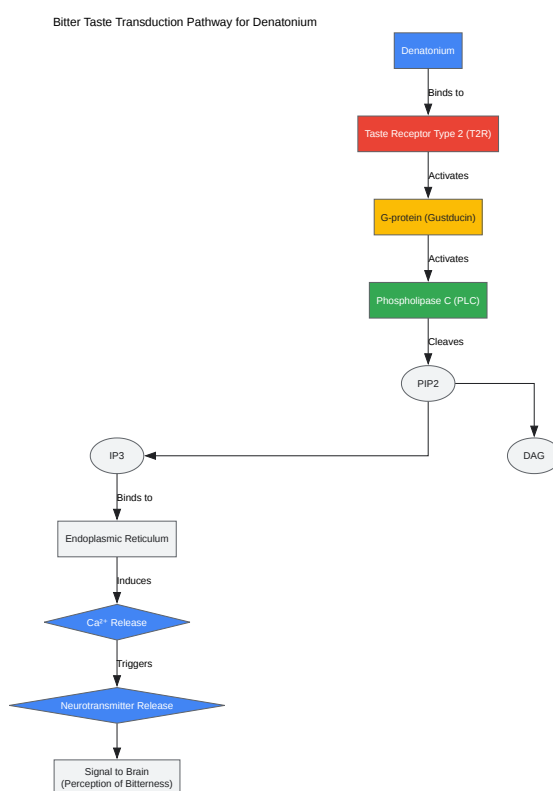 Bitter Taste Transduction Pathway for Denatonium
Denatonium
Binds to
Taste Receptor Type 2 (T2R)
Activates
G-protein (Gustducin)
Activates
Phospholipase C (PLC)
Cleaves
PIP2
IP3
DAG
Binds to
Endoplasmic Reticulum
Induces
Ca²⁺ Release
Triggers
Neurotransmitter Release
Signal to Brain
(Perception of Bitterness)